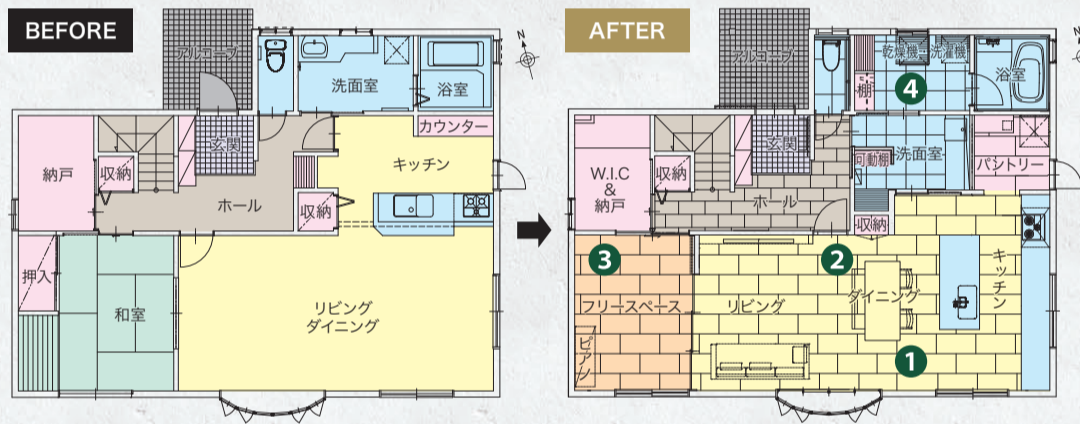 BEFORE
N
アルコーブ
洗面室
浴室
カウンター
玄関
キッチン
納戸
収納
ホール
収納
押入
和室
リビング
ダイニング
AFTER
N
アルコーブ
乾燥機
洗濯機
浴室
棚
4
玄関
洗面室
可動棚
パントリー
W.I.C
&
納戸
収納
ホール
収納
3
2
キッチン
フリースペース
リビング
ダイニング
ピアノ
1